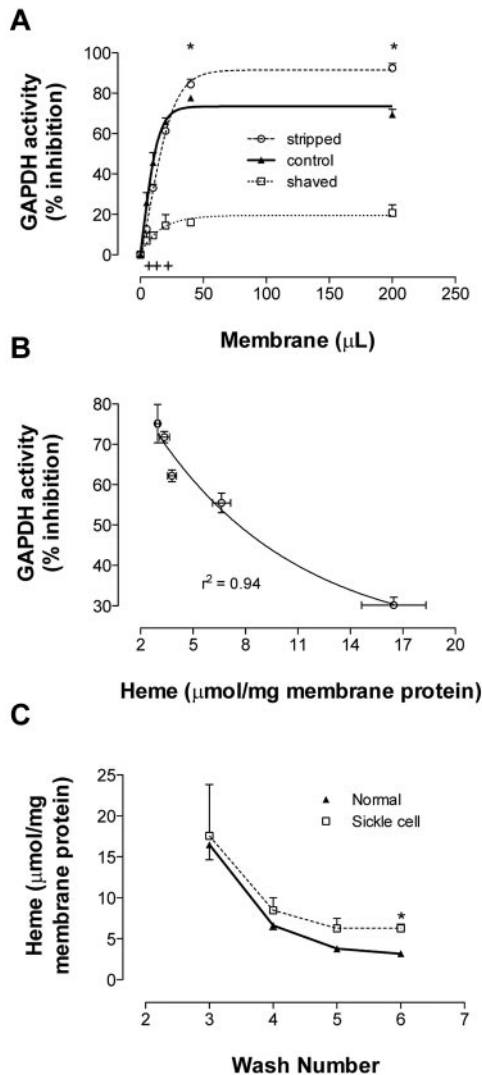 A
GAPDH activity
(% inhibition)
100
80
60
40
20
0
* *
stripped
control
shaved
+ + +
0 50 100 150 200 250
Membrane (μL)
B
GAPDH activity
(% inhibition)
80
70
60
50
40
30
r² = 0.94
2 5 8 11 14 17 20
Heme (μmol/mg membrane protein)
C
Heme (μmol/mg
membrane protein)
25
20
15
10
5
0
Normal
Sickle cell
*
2 3 4 5 6 7
Wash Number